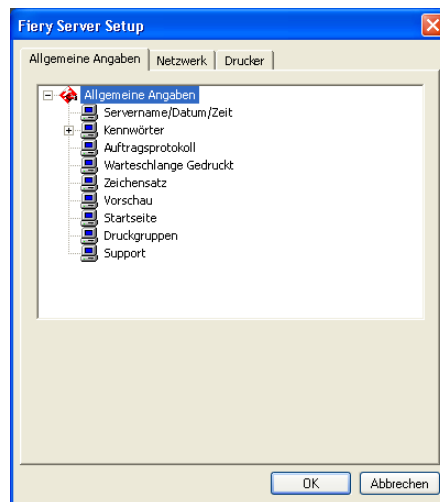 Fiery Server Setup
Allgemeine Angaben Netzwerk Drucker
Allgemeine Angaben
Servername/Datum/Zeit
Kennwörter
Auftragsprotokoll
Warteschlange Gedruckt
Zeichensatz
Vorschau
Startseite
Druckgruppen
Support
OK Abbrechen